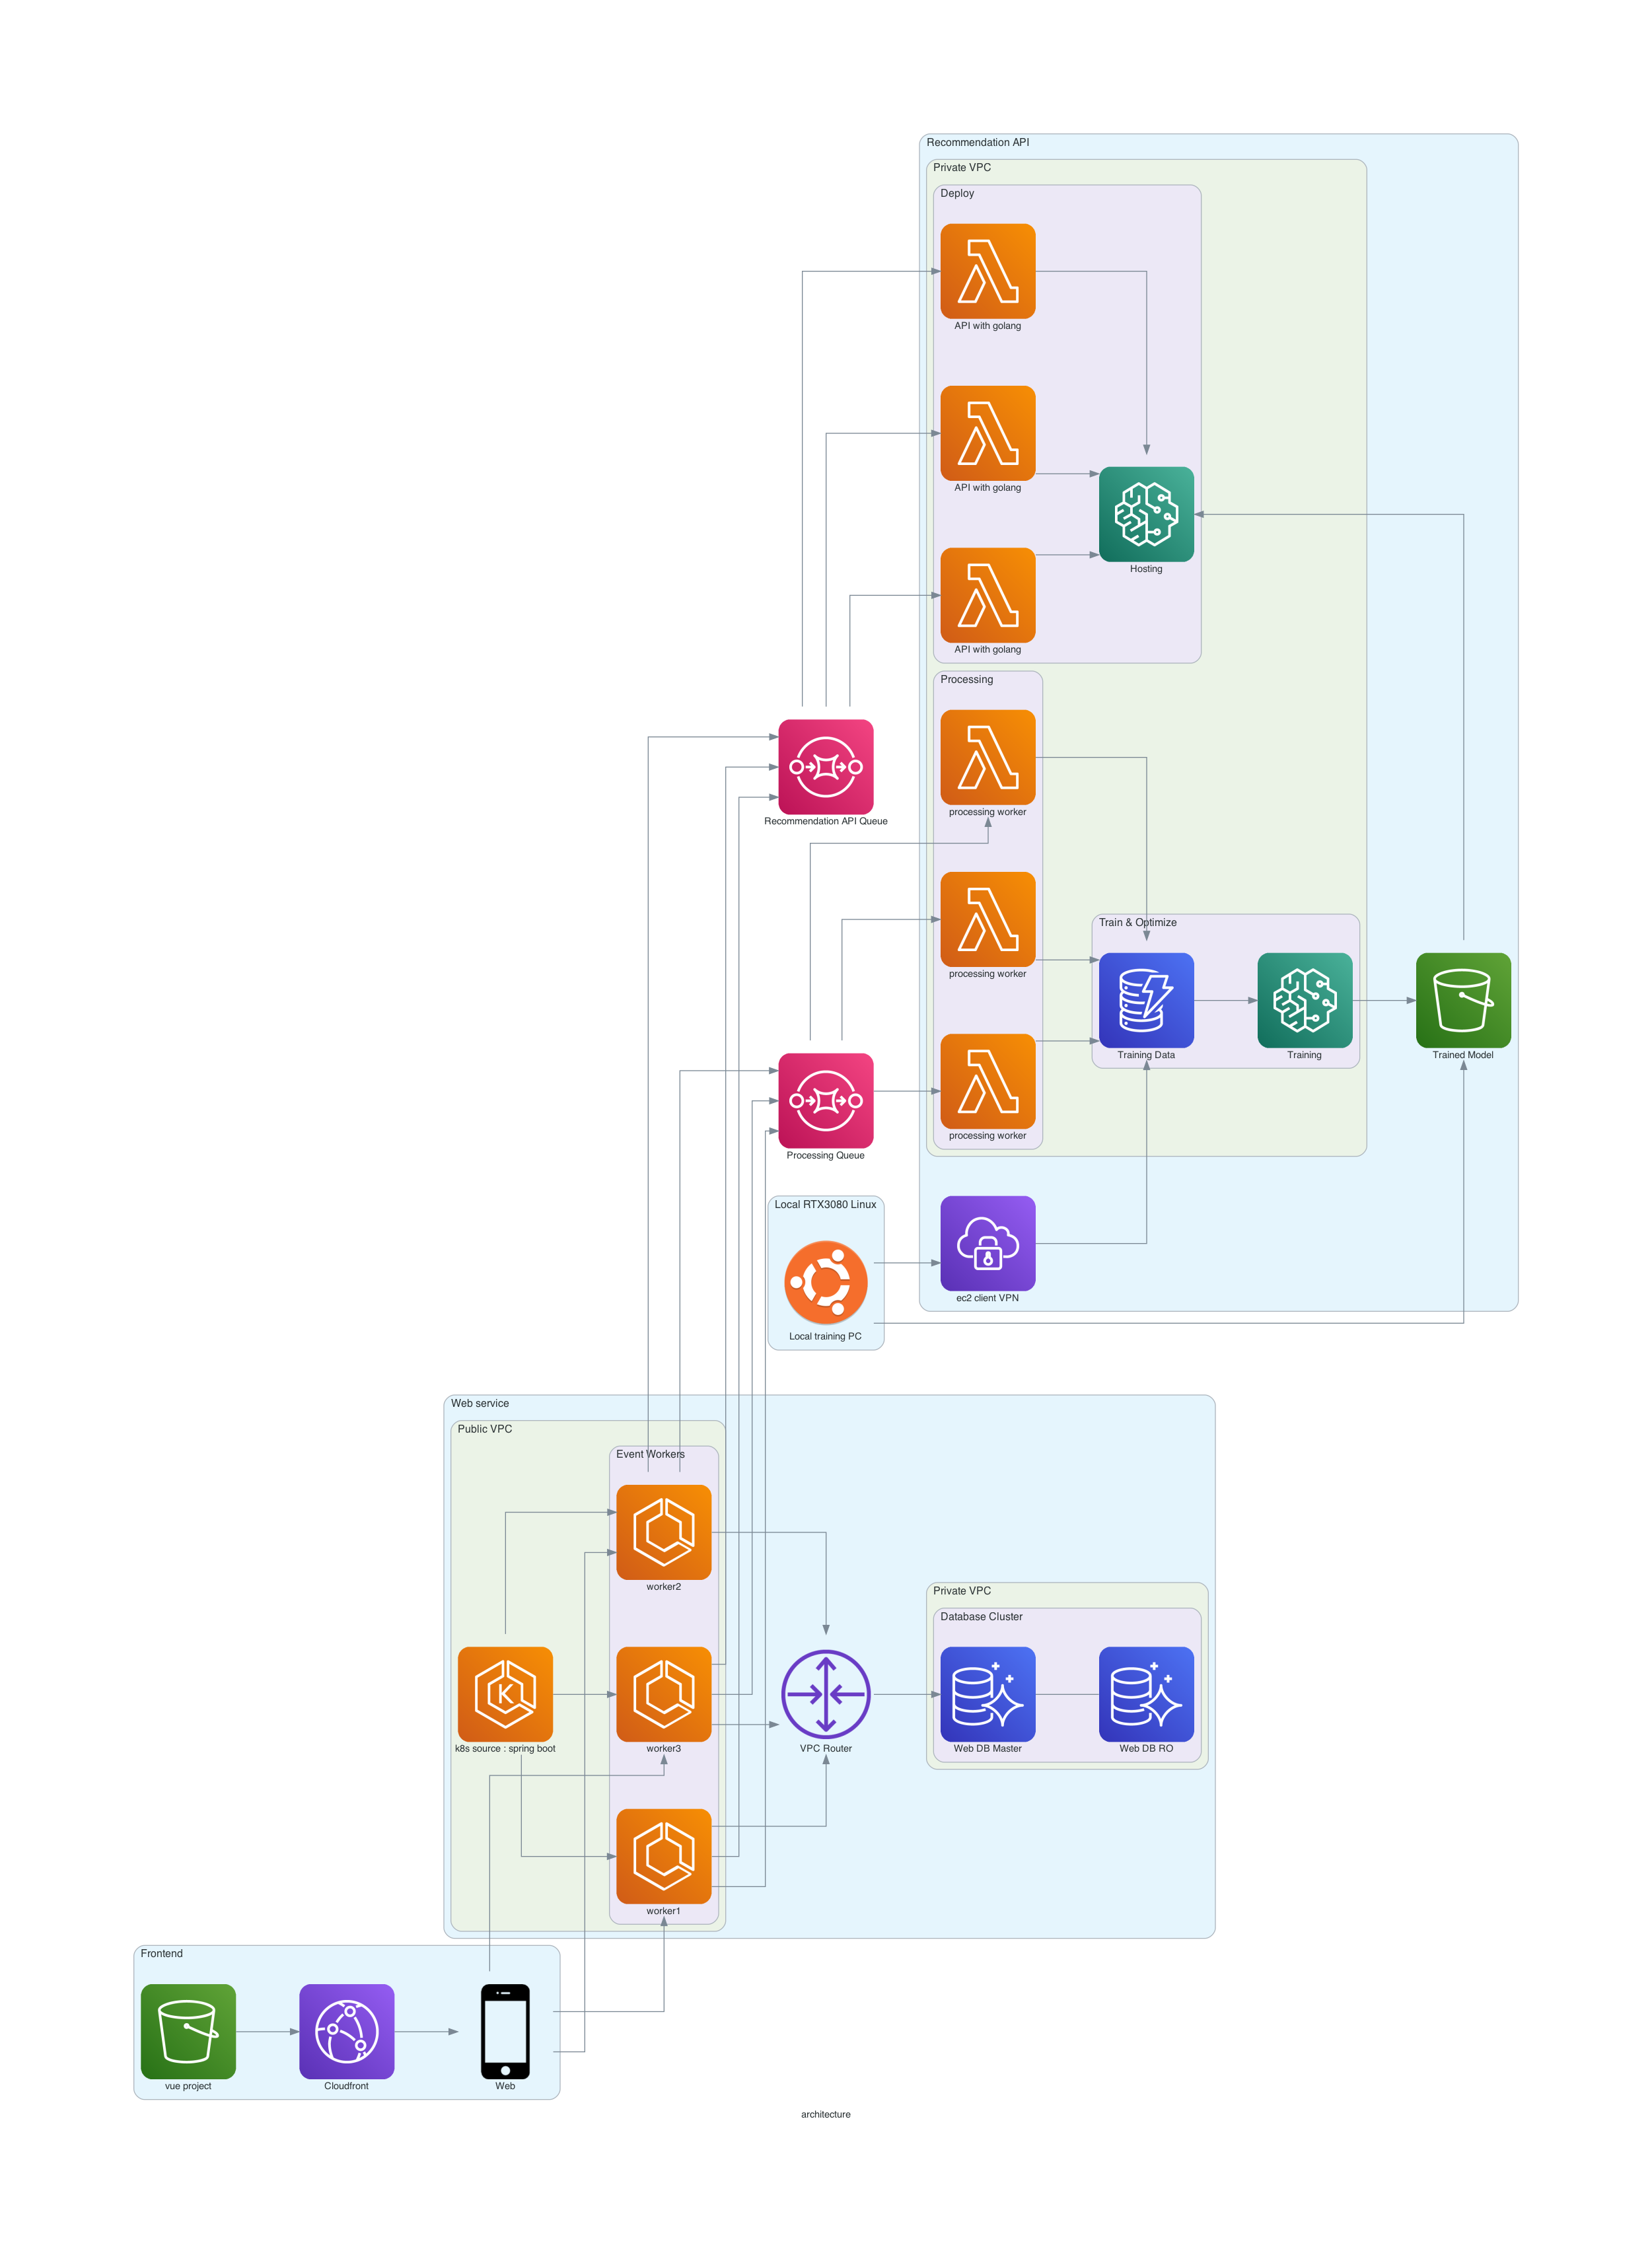 Recommendation API
Private VPC
Deploy
API with golang
API with golang
Hosting
API with golang
Processing
processing worker
Recommendation API Queue
Train & Optimize
processing worker
Training Data
Training
Trained Model
processing worker
Processing Queue
Local RTX3080 Linux
ec2 client VPN
Local training PC
Web service
Public VPC
Event Workers
worker2
Private VPC
Database Cluster
k8s source : spring boot
worker3
VPC Router
Web DB Master
Web DB RO
worker1
Frontend
vue project
Cloudfront
Web
architecture
K